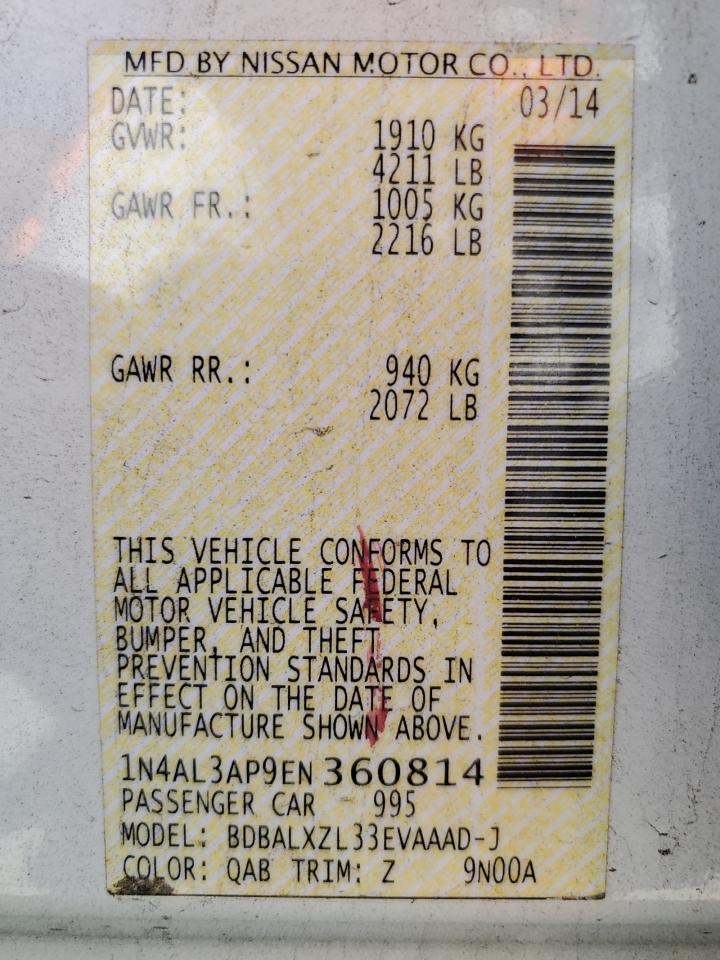 MFD BY NISSAN MOTOR CO., LTD.
DATE: 03/14
GVWR: 1910 KG
4211 LB
GAWR FR.: 1005 KG
2216 LB
GAWR RR.: 940 KG
2072 LB
THIS VEHICLE CONFORMS TO
ALL APPLICABLE FEDERAL
MOTOR VEHICLE SAFETY,
BUMPER, AND THEFT
PREVENTION STANDARDS IN
EFFECT ON THE DATE OF
MANUFACTURE SHOWN ABOVE.
1N4AL3AP9EN 360814
PASSENGER CAR 995
MODEL: BDBALXZL33EVAAAD-J
COLOR: QAB TRIM: Z 9N00A